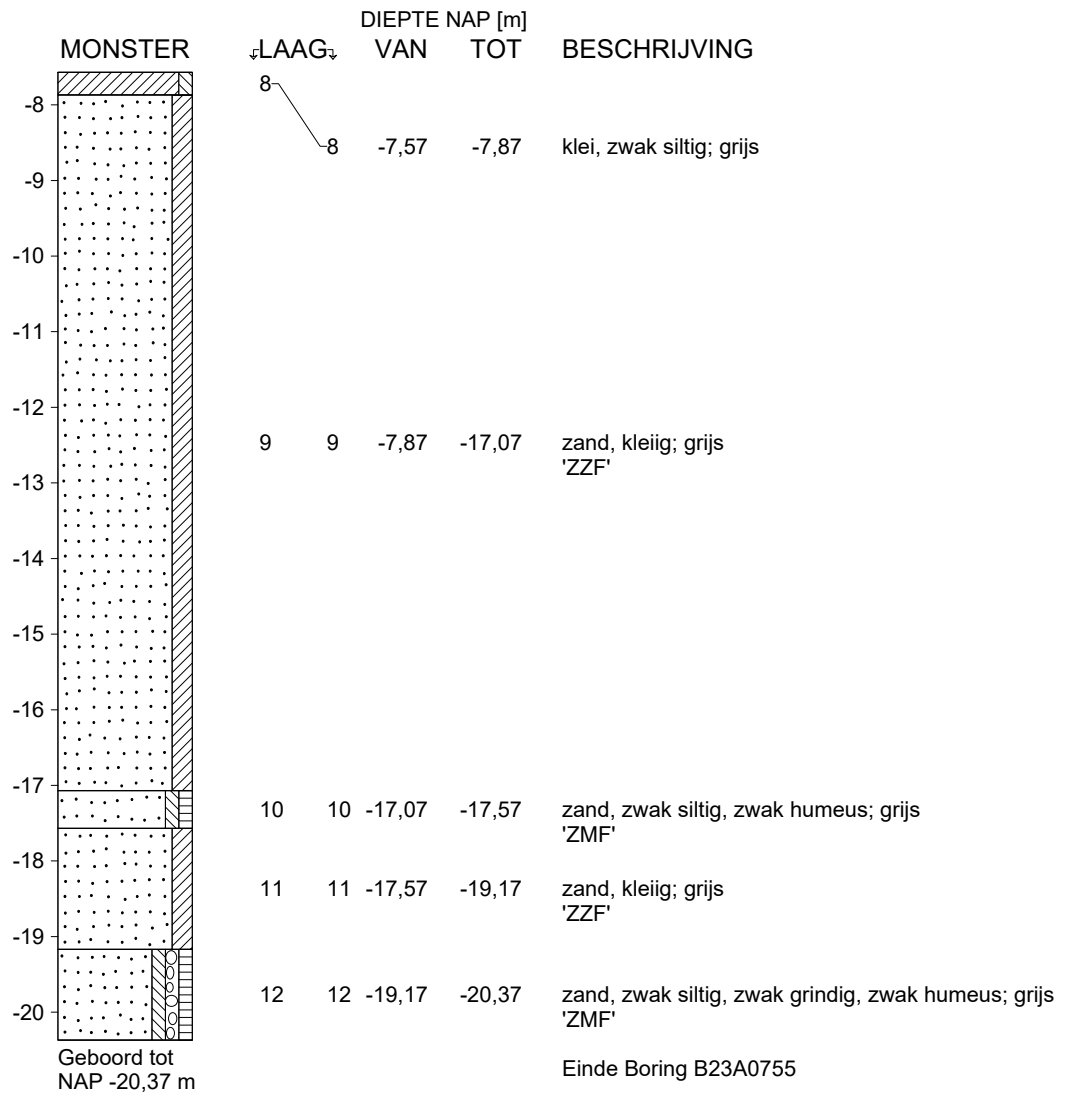 DIEPTE NAP [m]
MONSTER LAAG VAN TOT BESCHRIJVING
8
-8
8 -7,57 -7,87 klei, zwak siltig; grijs
-9
-10
-11
-12
9 9 -7,87 -17,07 zand, kleiig; grijs
'ZZF'
-13
-14
-15
-16
-17
10 10 -17,07 -17,57 zand, zwak siltig, zwak humeus; grijs
'ZMF'
-18
11 11 -17,57 -19,17 zand, kleiig; grijs
'ZZF'
-19
12 12 -19,17 -20,37 zand, zwak siltig, zwak grindig, zwak humeus; grijs
-20
'ZMF'
Geboord tot
NAP -20,37 m
Einde Boring B23A0755